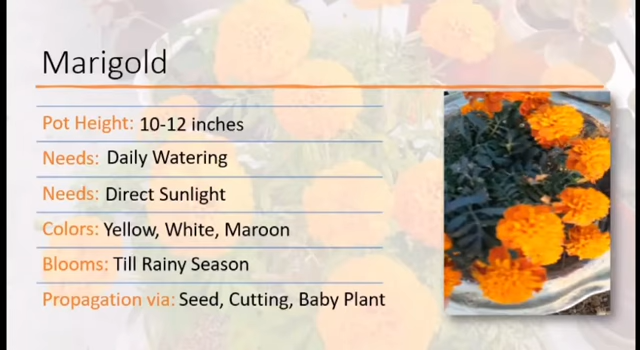 Marigold
Pot Height: 10-12 inches
Needs: Daily Watering
Needs: Direct Sunlight
Colors: Yellow, White, Maroon
Blooms: Till Rainy Season
Propagation via: Seed, Cutting, Baby Plant